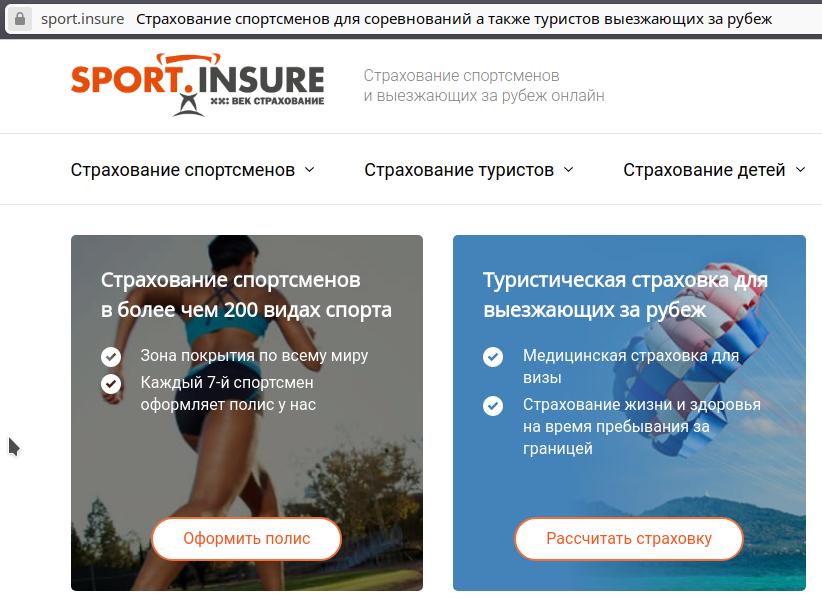 sport.insure Страхование спортсменов для соревнований а также туристов выезжающих за рубеж
SPORT.INSURE
XX: ВЕК СТРАХОВАНИЕ
Страхование спортсменов
и выезжающих за рубеж онлайн
Страхование спортсменов Страхование туристов Страхование детей
Страхование спортсменов
в более чем 200 видах спорта
Зона покрытия по всему миру
Каждый 7-й спортсмен
оформляет полис у нас
Оформить полис
Туристическая страховка для
выезжающих за рубеж
Медицинская страховка для
визы
Страхование жизни и здоровья
на время пребывания за
границей
Рассчитать страховку